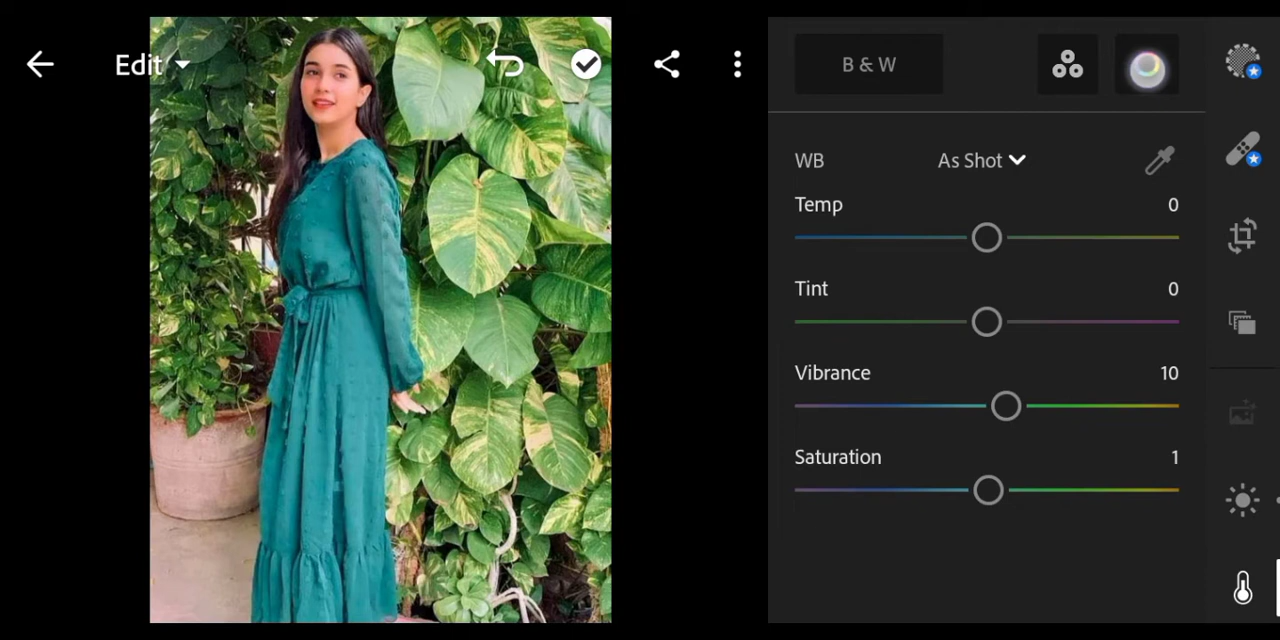 Edit
B & W
WB As Shot
Temp 0
Tint 0
Vibrance 10
Saturation 1